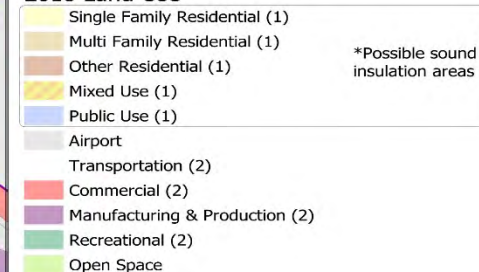 Single Family Residential (1)
Multi Family Residential (1)
Other Residential (1)
Mixed Use (1)
Public Use (1)
*Possible sound
insulation areas
Airport
Transportation (2)
Commercial (2)
Manufacturing & Production (2)
Recreational (2)
Open Space